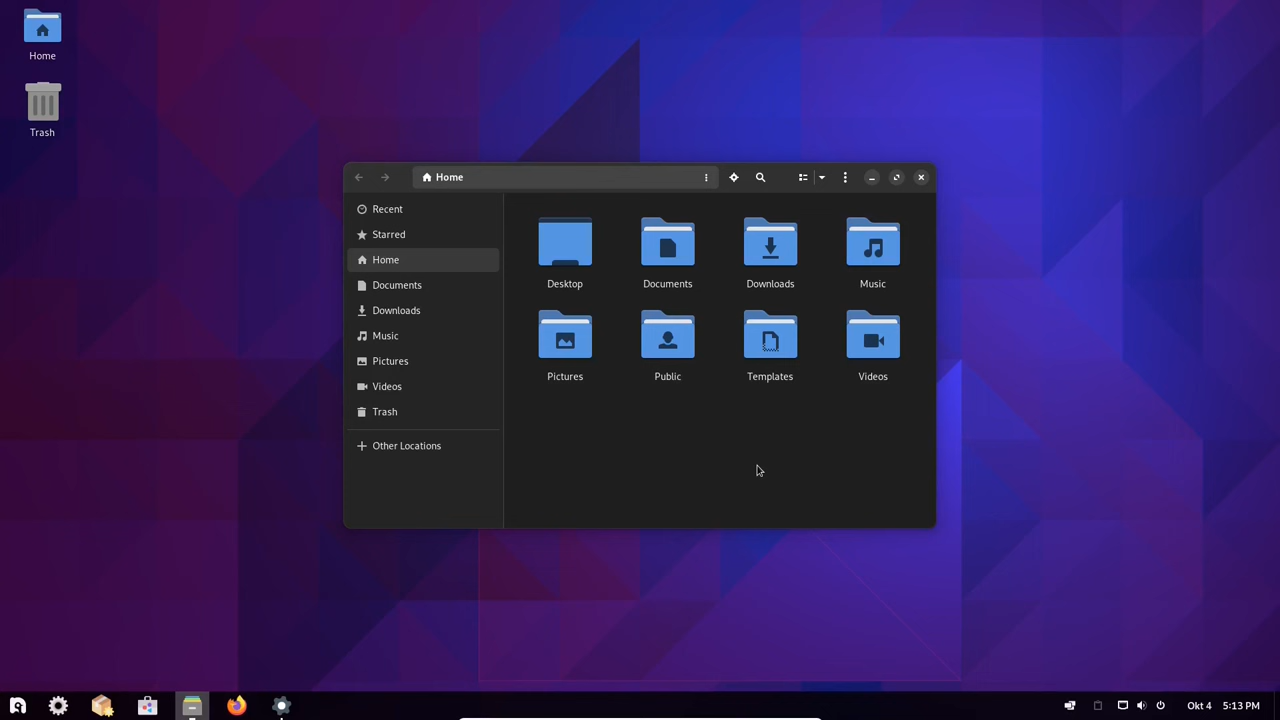 Home
Trash
Home
Recent
Starred
Home
Documents
Downloads
Music
Pictures
Videos
Trash
Other Locations
Desktop
Documents
Downloads
Music
Pictures
Public
Templates
Videos
Okt 4 5:13 PM